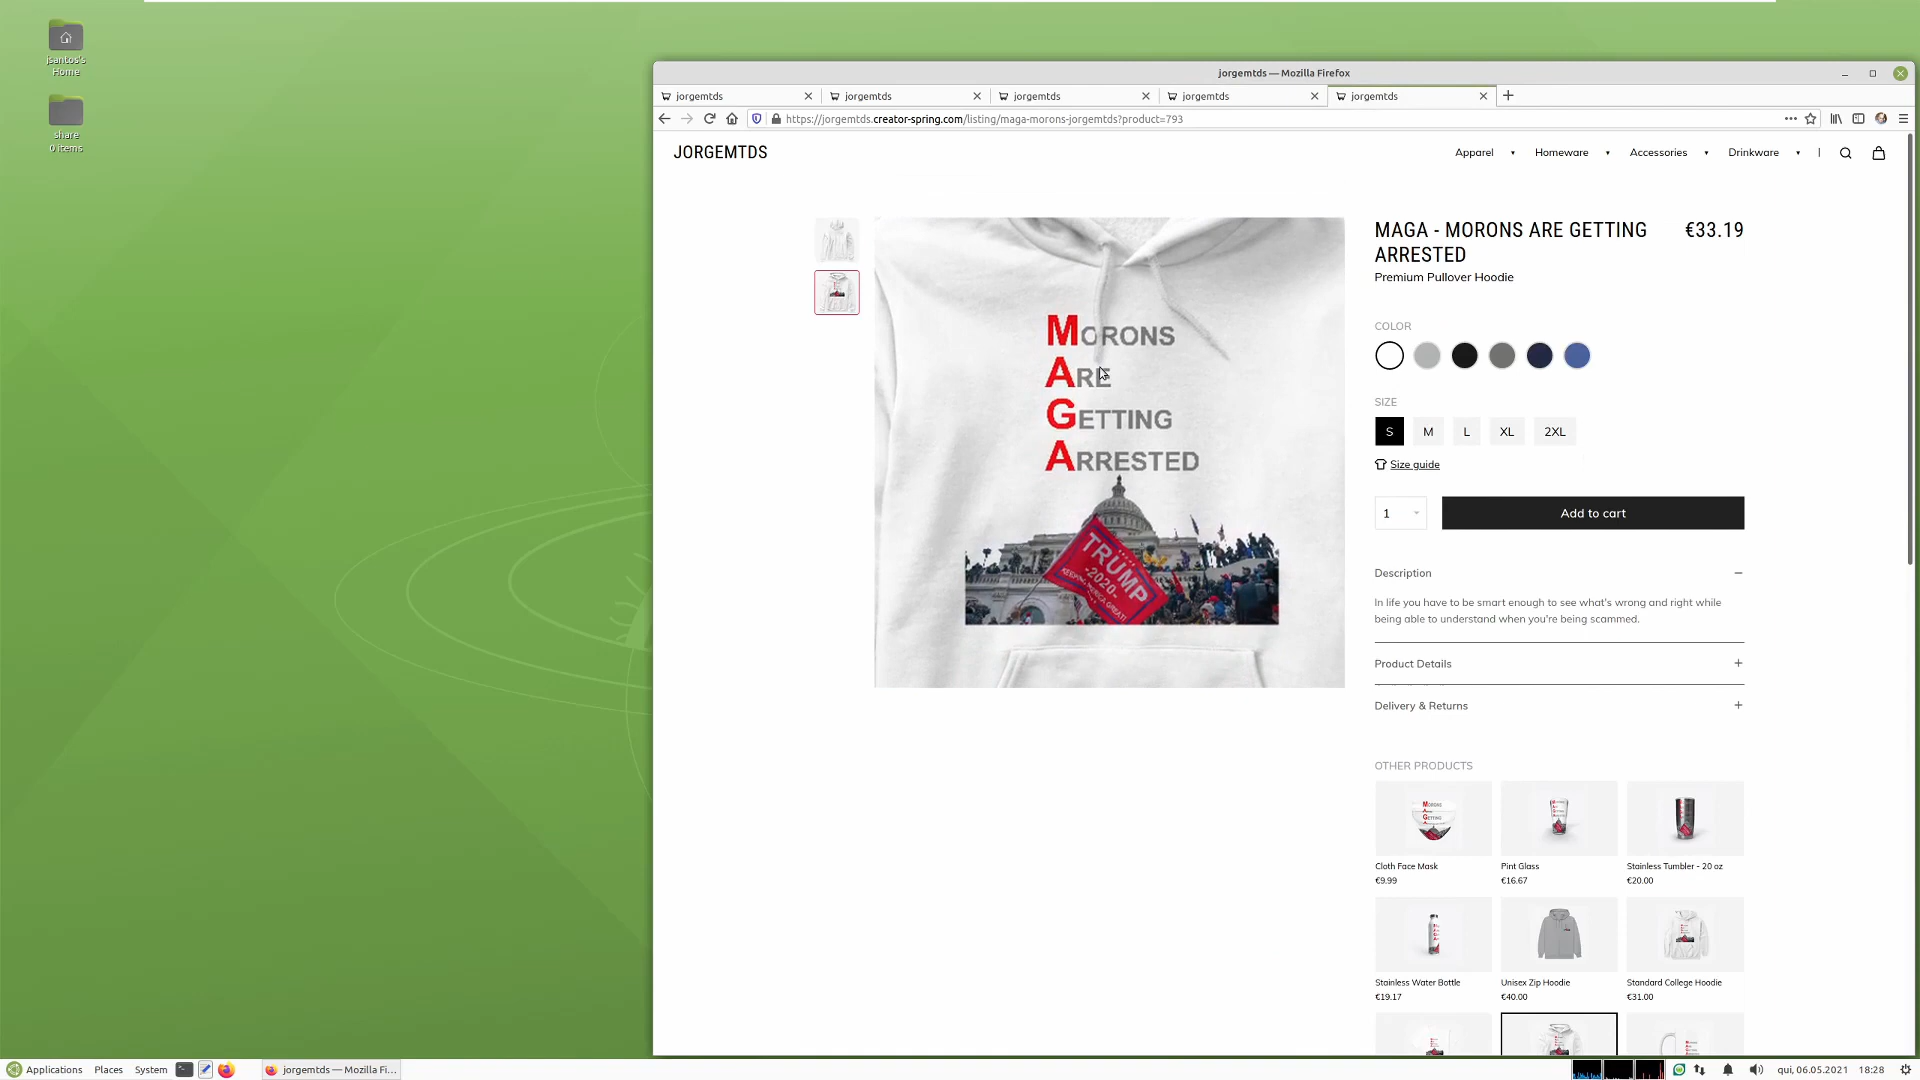 jsantos's
Home
share
0 items
jorgemtds — Mozilla Firefox
jorgemtds
jorgemtds
jorgemtds
jorgemtds
jorgemtds
https://jorgemtds.creator-spring.com/listing/maga-morons-jorgemtds?product=793
JORGEMTDS
Apparel
Homeware
Accessories
Drinkware
MORONS
ARE
GETTING
ARRESTED
TRUMP
-2020-
KEEPING AMERICA GREAT!
MAGA - MORONS ARE GETTING
ARRESTED
€33.19
Premium Pullover Hoodie
COLOR
SIZE
S M L XL 2XL
Size guide
1
Add to cart
Description
In life you have to be smart enough to see what's wrong and right while
being able to understand when you're being scammed.
Product Details
Delivery & Returns
OTHER PRODUCTS
Cloth Face Mask
€9.99
Pint Glass
€16.67
Stainless Tumbler - 20 oz
€20.00
Stainless Water Bottle
€19.17
Unisex Zip Hoodie
€40.00
Standard College Hoodie
€31.00
Applications Places System
jorgemtds — Mozilla Fi...
qui, 06.05.2021 18:28